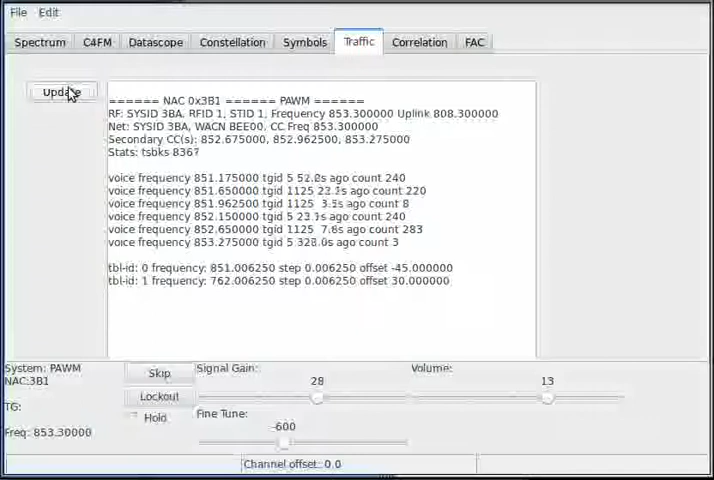 File Edit
Spectrum C4FM Datascope Constellation Symbols Traffic Correlation FAC
Update
====== NAC 0x3B1 ====== PAWM ======
RF: SYSID 3BA, RFID 1, STID 1, Frequency 853.300000 Uplink 808.300000
Net: SYSID 3BA, WACN BEE00, CC Freq 853.300000
Secondary CC(s): 852.675000, 852.962500, 853.275000
Stats: tsbks 8367
voice frequency 851.175000 tgid 5 52.8s ago count 240
voice frequency 851.650000 tgid 1125 ago count 220
voice frequency 851.962500 tgid 1125 3.5s ago count 8
voice frequency 852.150000 tgid 5 23.1s ago count 240
voice frequency 852.650000 tgid 1125 7.6s ago count 283
voice frequency 853.275000 tgid 5 328.0s ago count 3
tbl-id: 0 frequency: 851.006250 step 0.006250 offset -45.000000
tbl-id: 1 frequency: 762.006250 step 0.006250 offset 30.000000
System: PAWM
NAC:3B1
TG:
Freq: 853.30000
Skip
Lockout
Hold
Signal Gain:
28
Fine Tune:
-600
Volume:
13
Channel offset: 0.0